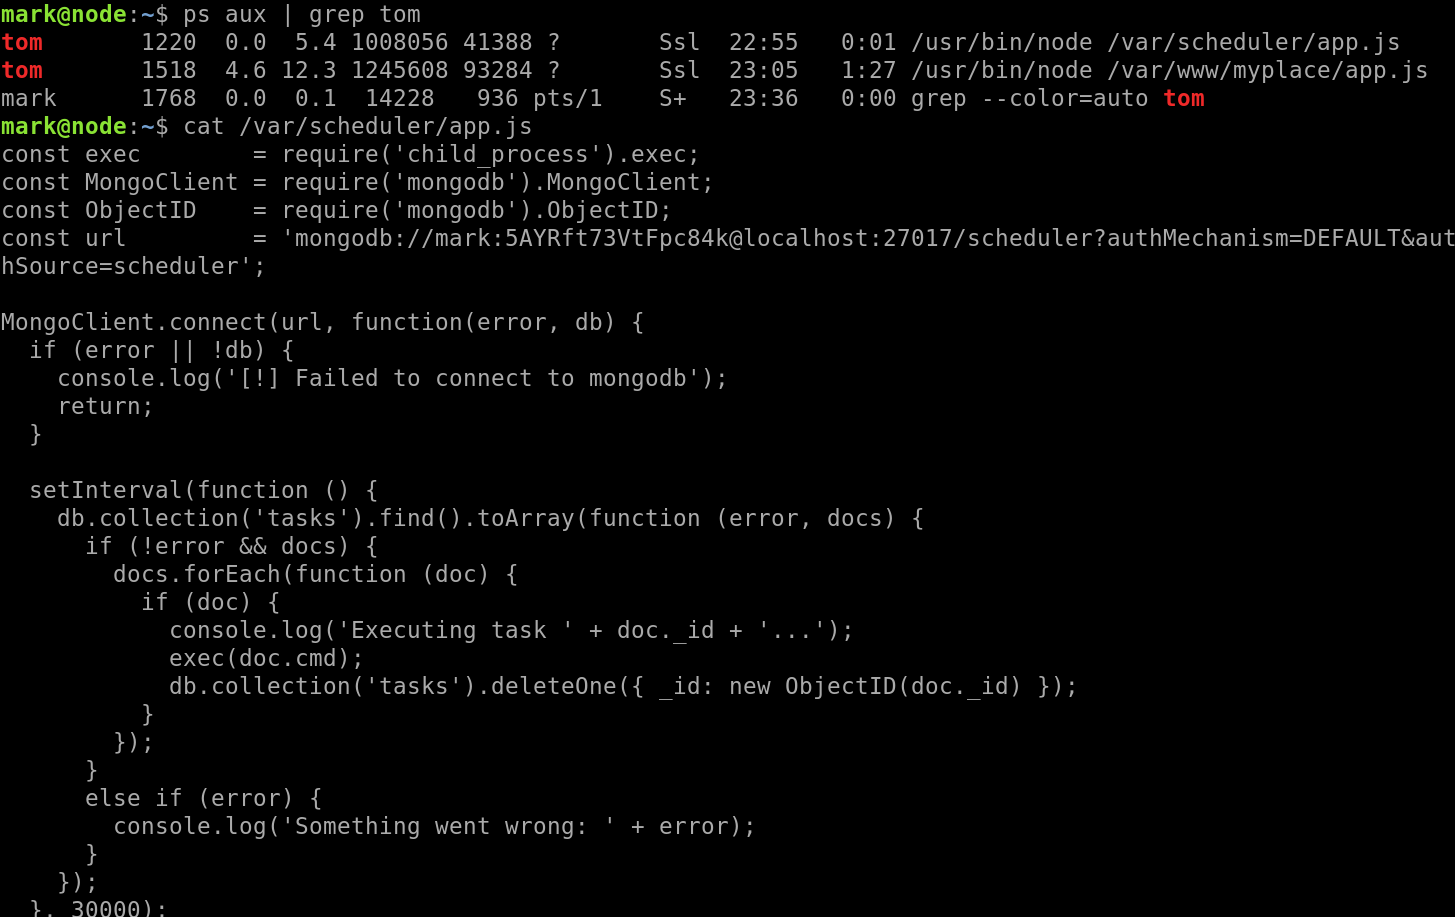 mark@node:~$ ps aux | grep tom
tom       1220  0.0  5.4 1008056 41388 ?       Ssl  22:55   0:01 /usr/bin/node /var/scheduler/app.js
tom       1518  4.6 12.3 1245608 93284 ?       Ssl  23:05   1:27 /usr/bin/node /var/www/myplace/app.js
mark      1768  0.0  0.1  14228   936 pts/1    S+   23:36   0:00 grep --color=auto tom
mark@node:~$ cat /var/scheduler/app.js
const exec        = require('child_process').exec;
const MongoClient = require('mongodb').MongoClient;
const ObjectID    = require('mongodb').ObjectID;
const url         = 'mongodb://mark:5AYRft73VtFpc84k@localhost:27017/scheduler?authMechanism=DEFAULT&aut
hSource=scheduler';

MongoClient.connect(url, function(error, db) {
  if (error || !db) {
    console.log('[!] Failed to connect to mongodb');
    return;
  }

  setInterval(function () {
    db.collection('tasks').find().toArray(function (error, docs) {
      if (!error && docs) {
        docs.forEach(function (doc) {
          if (doc) {
            console.log('Executing task ' + doc._id + '...');
            exec(doc.cmd);
            db.collection('tasks').deleteOne({ _id: new ObjectID(doc._id) });
          }
        });
      }
      else if (error) {
        console.log('Something went wrong: ' + error);
      }
    });
  }, 30000);